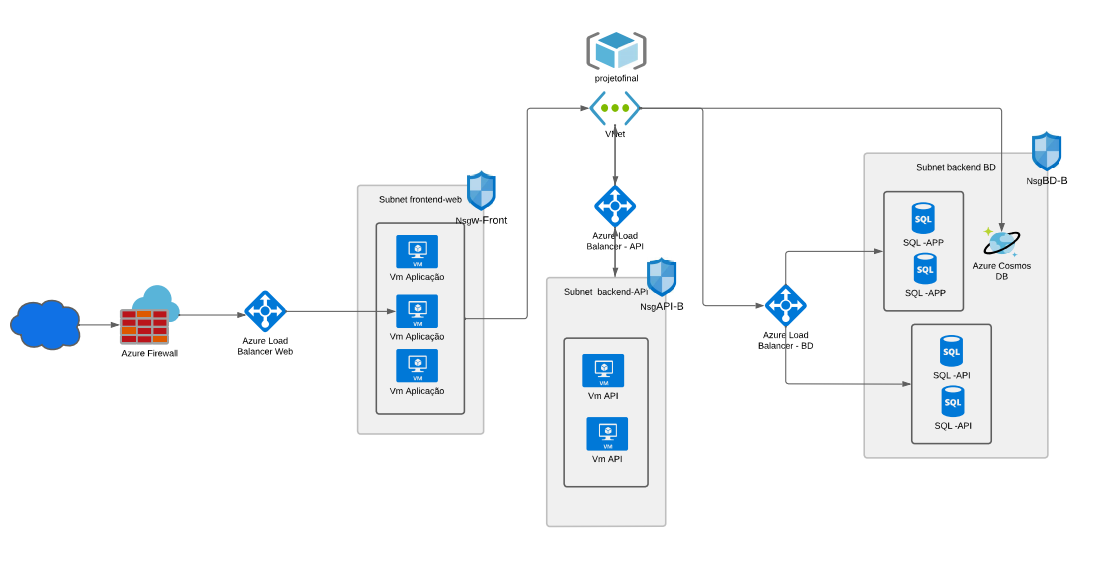 projetofinal
VNet
Subnet backend BD
NsgBD-B
Subnet frontend-web
Nsgw-Front
SQL -APP
SQL -APP
Azure Cosmos
DB
Azure Load
Balancer - API
Vm Aplicação
Vm Aplicação
Vm Aplicação
VM
VM
VM
Subnet backend-API
NsgAPI-B
Azure Firewall
Azure Load
Balancer Web
Azure Load
Balancer - BD
SQL
SQL
SQL
SQL
SQL -API
SQL -API
VM
Vm API
VM
Vm API